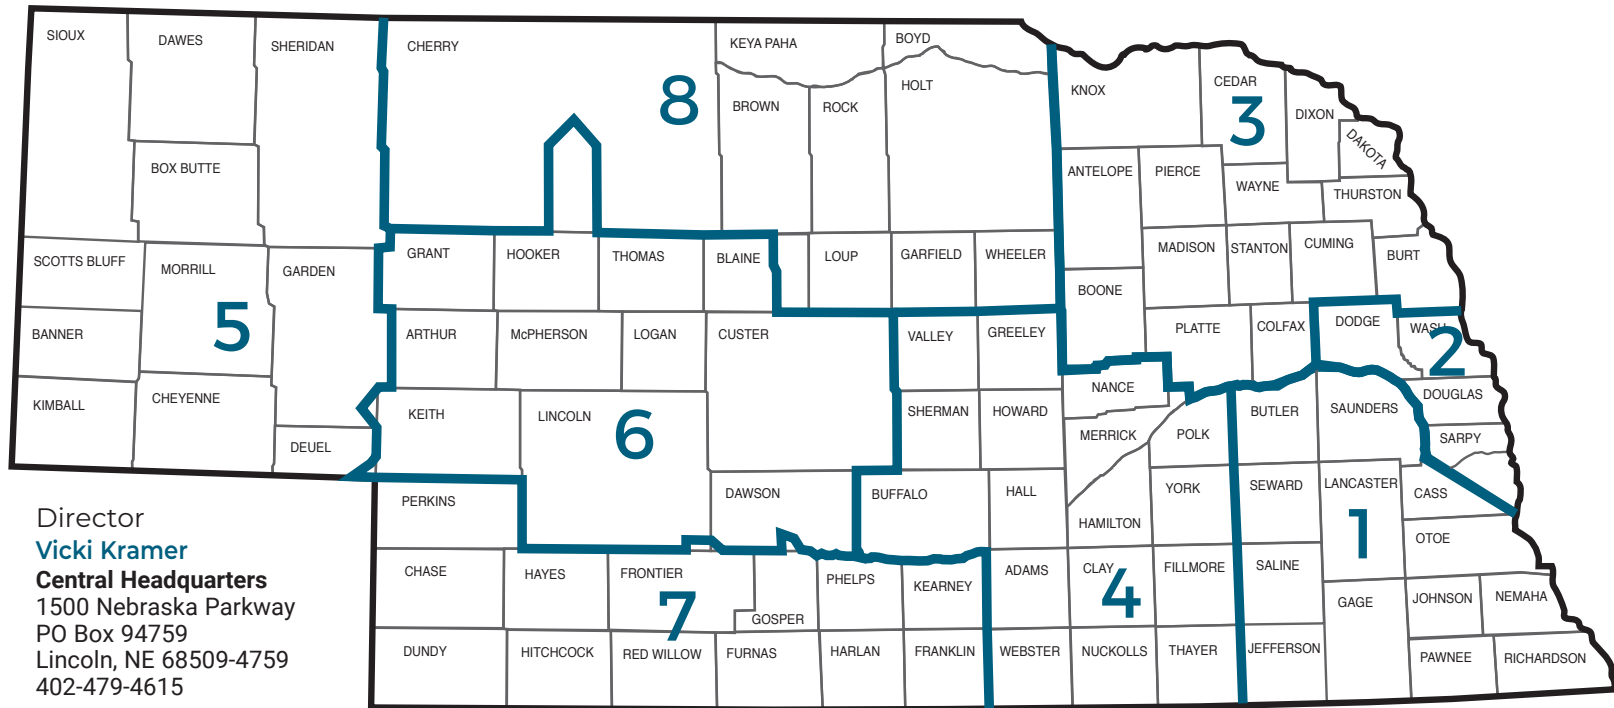 SIOUX
DAWES
SHERIDAN
CHERRY
KEYA PAHA
BOYD
KNOX
CEDAR
DIXON
DAKOTA
8
3
BROWN
ROCK
HOLT
BOX BUTTE
ANTELOPE
PIERCE
WAYNE
THURSTON
SCOTTS BLUFF
MORRILL
GARDEN
GRANT
HOOKER
THOMAS
BLAINE
LOUP
GARFIELD
WHEELER
MADISON
STANTON
CUMING
BURT
BOONE
BANNER
5
ARTHUR
McPHERSON
LOGAN
CUSTER
VALLEY
GREELEY
PLATTE
COLFAX
DODGE
WASH
2
KIMBALL
CHEYENNE
KEITH
LINCOLN
6
SHERMAN
HOWARD
NANCE
BUTLER
SAUNDERS
DOUGLAS
DEUEL
MERRICK
POLK
SARPY
PERKINS
DAWSON
BUFFALO
HALL
YORK
SEWARD
LANCASTER
CASS
HAMILTON
1
OTOE
CHASE
HAYES
FRONTIER
PHELPS
KEARNEY
ADAMS
CLAY
FILLMORE
SALINE
7
GOSPER
4
GAGE
JOHNSON
NEMAHA
DUNDY
HITCHCOCK
RED WILLOW
FURNAS
HARLAN
FRANKLIN
WEBSTER
NUCKOLLS
THAYER
JEFFERSON
PAWNEE
RICHARDSON
Director
Vicki Kramer
Central Headquarters
1500 Nebraska Parkway
PO Box 94759
Lincoln, NE 68509-4759
402-479-4615